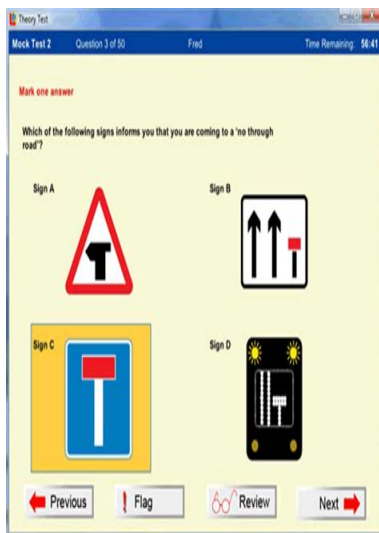 Theory Test
Mock Test 2 Question 3 of 50 Fred Time Remaining: 56:41
Mark one answer
Which of the following signs informs you that you are coming to a 'no through
road'?
Sign A Sign B
Sign C Sign D
Previous Flag Review Next